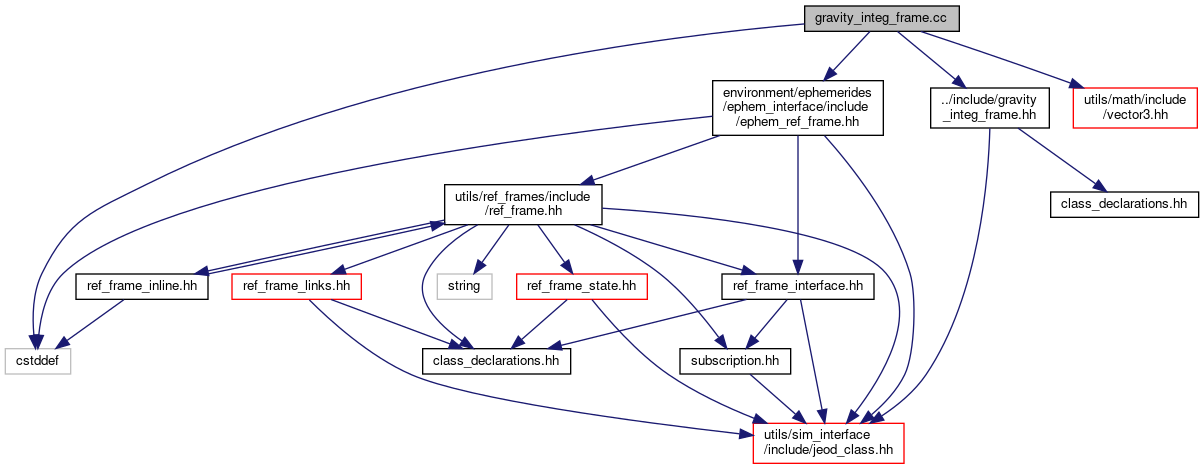 gravity_integ_frame.cc
environment/ephemerides
/ephem_interface/include
/ephem_ref_frame.hh
../include/gravity
_integ_frame.hh
utils/math/include
/vector3.hh
utils/ref_frames/include
/ref_frame.hh
class_declarations.hh
ref_frame_inline.hh
ref_frame_links.hh
string
ref_frame_state.hh
ref_frame_interface.hh
cstddef
class_declarations.hh
subscription.hh
utils/sim_interface
/include/jeod_class.hh